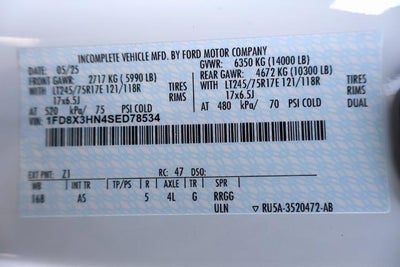 INCOMPLETE VEHICLE MFD. BY FORD MOTOR COMPANY
DATE: 05/25 GVWR: 6350 KG (14000 LB)
FRONT GAWR: 2717 KG (5990 LB) REAR GAWR: 4672 KG (10300 LB)
WITH LT245/75R17E 121/118R TIRES WITH LT245/75R17E 121/118R TIRES
17x6.5J RIMS 17x6.5J RIMS
AT 520 kPa/ 75 PSI COLD AT 480 kPa/ 70 PSI COLD
VIN: 1FD8X3HN4SED78534
EXT PNT: Z1 RC: 47 DSO:
WB INT TR TP/PS R AXLE TR SPR
168 AS 5 4L G RRGG
ULN ▽ RU5A-3520472-AB